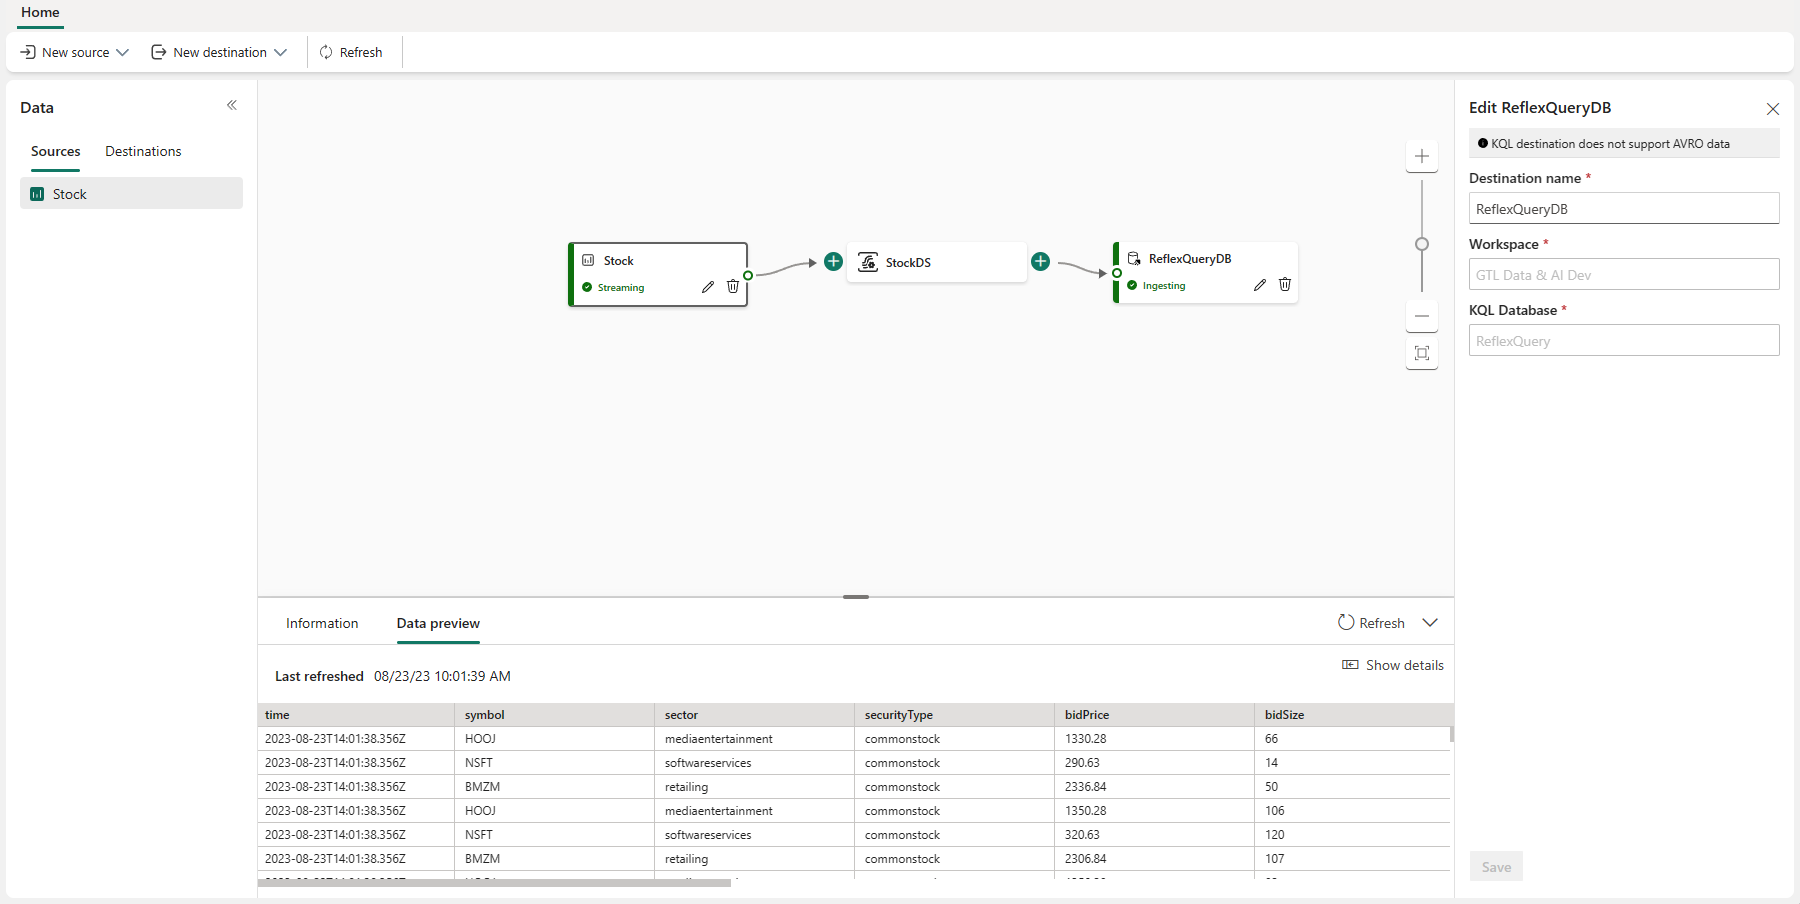 Home
New source
New destination
Refresh
Data
Sources
Destinations
Stock
Stock
Streaming
StockDS
ReflexQueryDB
Ingesting
Edit ReflexQueryDB
KQL destination does not support AVRO data
Destination name *
ReflexQueryDB
Workspace *
GTL Data & AI Dev
KQL Database *
ReflexQuery
Save
Information
Data preview
Refresh
Show details
Last refreshed 08/23/23 10:01:39 AM
time symbol sector securityType bidPrice bidSize
2023-08-23T14:01:38.356Z HOOJ mediaentertainment commonstock 1330.28 66
2023-08-23T14:01:38.356Z NSFT softwareservices commonstock 290.63 14
2023-08-23T14:01:38.356Z BMZM retailing commonstock 2336.84 50
2023-08-23T14:01:38.356Z HOOJ mediaentertainment commonstock 1350.28 106
2023-08-23T14:01:38.356Z NSFT softwareservices commonstock 320.63 120
2023-08-23T14:01:38.356Z BMZM retailing commonstock 2306.84 107